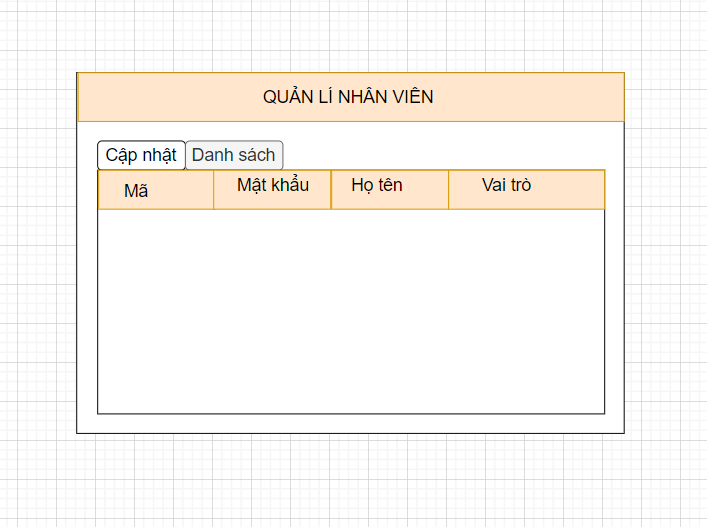 QUẢN LÍ NHÂN VIÊN
Cập nhật Danh sách
Mã Mật khẩu Họ tên Vai trò